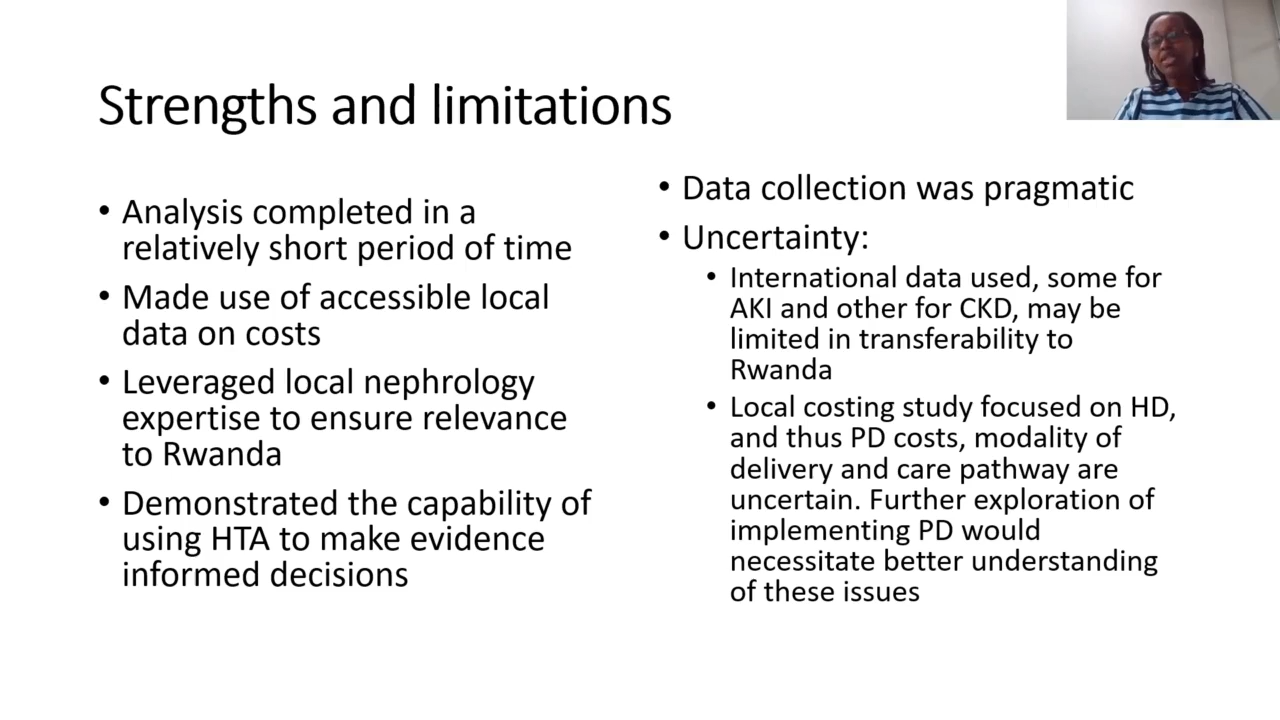 Strengths and limitations
• Analysis completed in a
relatively short period of time
• Made use of accessible local
data on costs
• Leveraged local nephrology
expertise to ensure relevance
to Rwanda
• Demonstrated the capability of
using HTA to make evidence
informed decisions
• Data collection was pragmatic
• Uncertainty:
• International data used, some for
AKI and other for CKD, may be
limited in transferability to
Rwanda
• Local costing study focused on HD,
and thus PD costs, modality of
delivery and care pathway are
uncertain. Further exploration of
implementing PD would
necessitate better understanding
of these issues